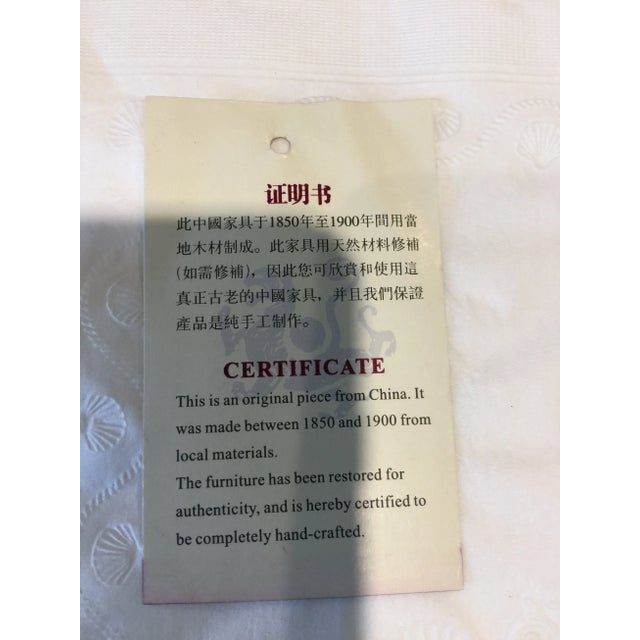 证明书
此中國家具于1850年至1900年間用當
地木材制成。此家具用天然材料修補
(如需修補)，因此您可欣賞和使用這
真正古老的中國家具，并且我們保證
產品是純手工制作。
CERTIFICATE
This is an original piece from China. It
was made between 1850 and 1900 from
local materials.
The furniture has been restored for
authenticity, and is hereby certified to
be completely hand-crafted.